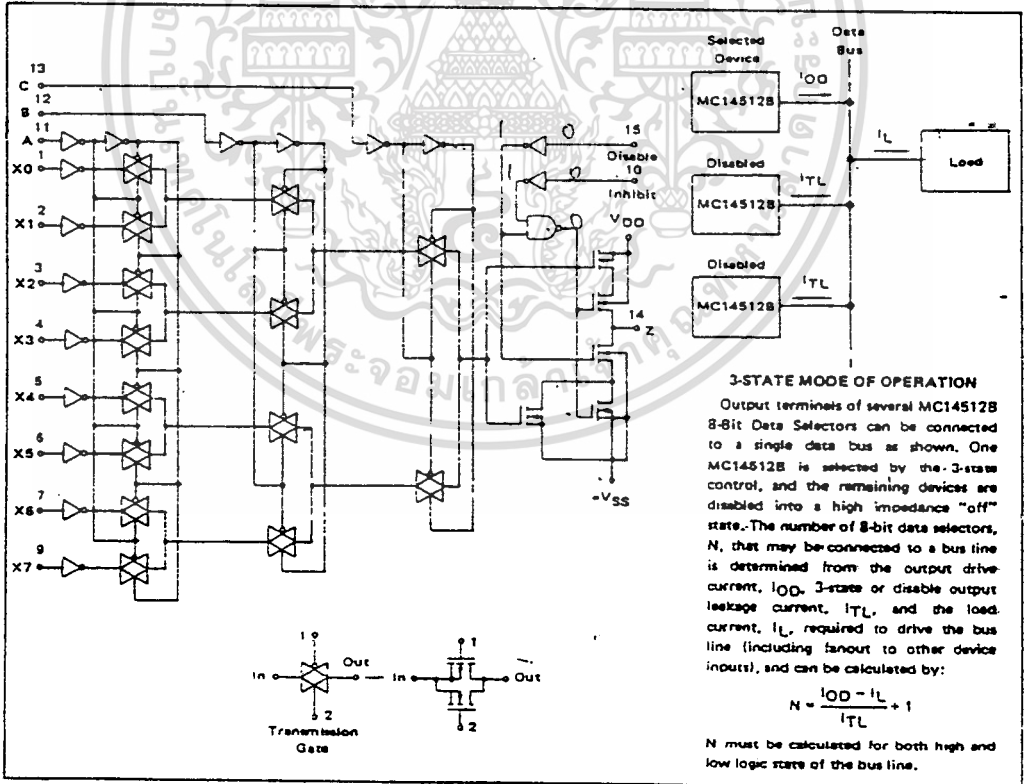 13
C
12
B
11
A
1
X0
2
X1
3
X2
4
X3
5
X4
6
X5
7
X6
9
X7
1 0 15
Disable
1 0 10
Inhibit
VDD
0
14
Z
VSS
1
In
Out
2
Transmission
Gate
In
1
Out
2
Selected
Device
Data
Bus
MC14512B
IOD
IL
Load
Disabled
MC14512B
ITL
Disabled
MC14512B
ITL
3-STATE MODE OF OPERATION
Output terminals of several MC14512B
8-Bit Data Selectors can be connected
to a single data bus as shown. One
MC14512B is selected by the 3-state
control, and the remaining devices are
disabled into a high impedance "off"
state. The number of 8-bit data selectors,
N, that may be connected to a bus line
is determined from the output drive
current, IOD, 3-state or disable output
leakage current, ITL, and the load
current, IL, required to drive the bus
line (including fanout to other device
inputs), and can be calculated by:
N = (IOD - IL) / ITL + 1
N must be calculated for both high and
low logic state of the bus line.